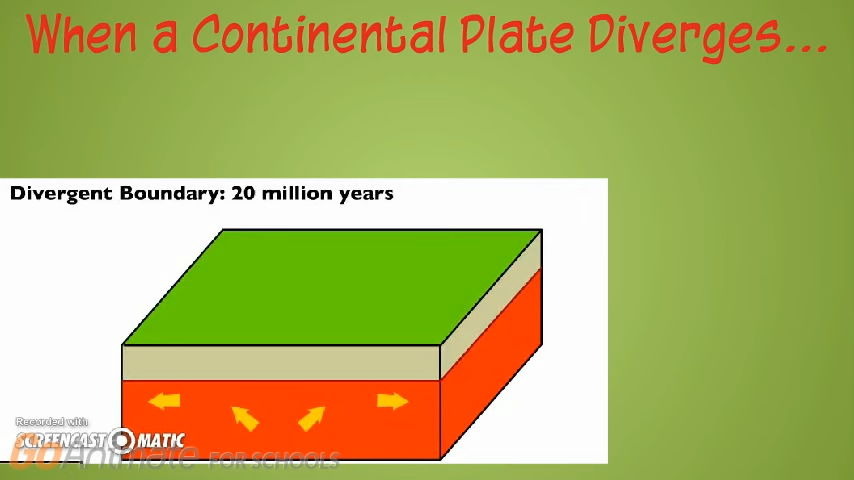 When a Continental Plate Diverges...
Divergent Boundary: 20 million years
Recorded with
SCREENCAST MATIC
GoAnimate FOR SCHOOLS